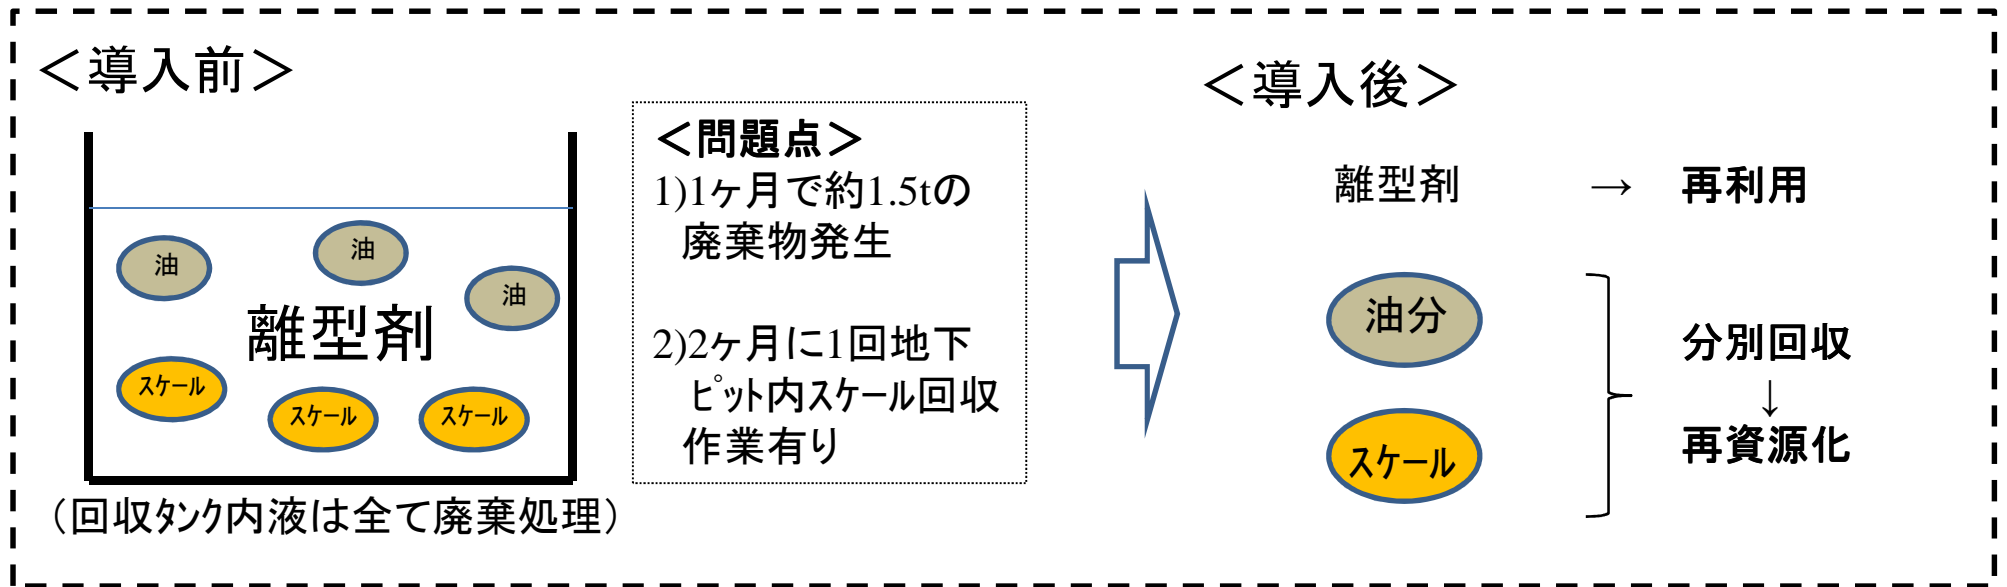 ＜導入前＞
油
油
油
離型剤
スケール
スケール
スケール
（回収ﾀﾝｸ内液は全て廃棄処理）
＜問題点＞
1)1ヶ月で約1.5tの
廃棄物発生
2)2ヶ月に1回地下
ﾋﾟｯﾄ内ｽｹｰﾙ回収
作業有り
＜導入後＞
離型剤 → 再利用
油分
スケール
分別回収
↓
再資源化